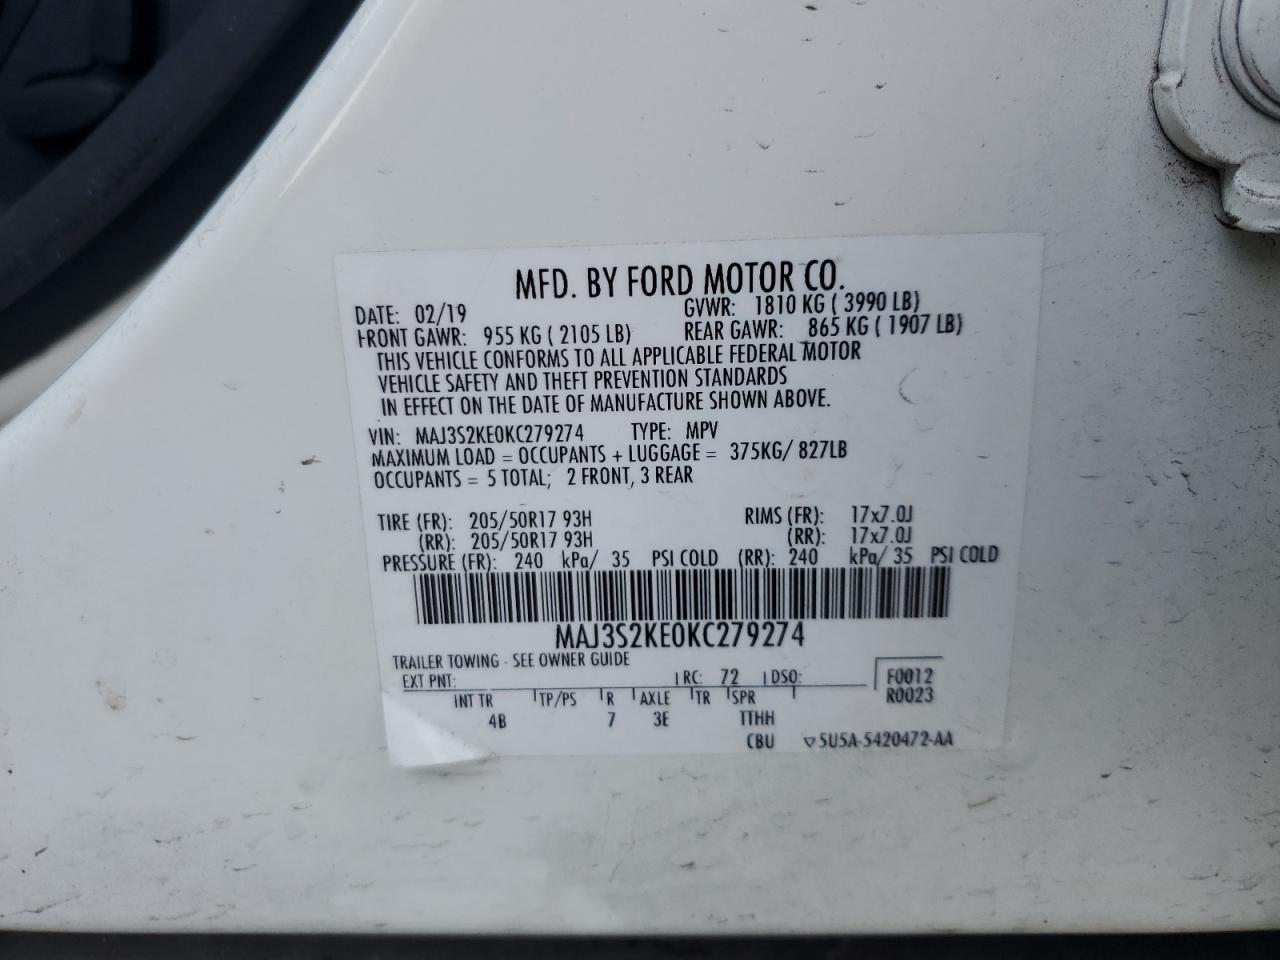 MFD. BY FORD MOTOR CO.
DATE: 02/19 GVWR: 1810 KG ( 3990 LB)
FRONT GAWR: 955 KG ( 2105 LB) REAR GAWR: 865 KG ( 1907 LB)
THIS VEHICLE CONFORMS TO ALL APPLICABLE FEDERAL MOTOR
VEHICLE SAFETY AND THEFT PREVENTION STANDARDS
IN EFFECT ON THE DATE OF MANUFACTURE SHOWN ABOVE.
VIN: MAJ3S2KE0KC279274 TYPE: MPV
MAXIMUM LOAD = OCCUPANTS + LUGGAGE = 375KG/ 827LB
OCCUPANTS = 5 TOTAL; 2 FRONT, 3 REAR
TIRE (FR): 205/50R17 93H RIMS (FR): 17x7.0J
(RR): 205/50R17 93H (RR): 17x7.0J
PRESSURE (FR): 240 kPa/ 35 PSI COLD (RR): 240 kPa/ 35 PSI COLD
MAJ3S2KE0KC279274
TRAILER TOWING - SEE OWNER GUIDE
EXT PNT: RC: 72 DSO: F0012
R0023
INT TR TP/PS R AXLE TR SPR
4B 7 3E TTHH
CBU ▽5U5A-5420472-AA